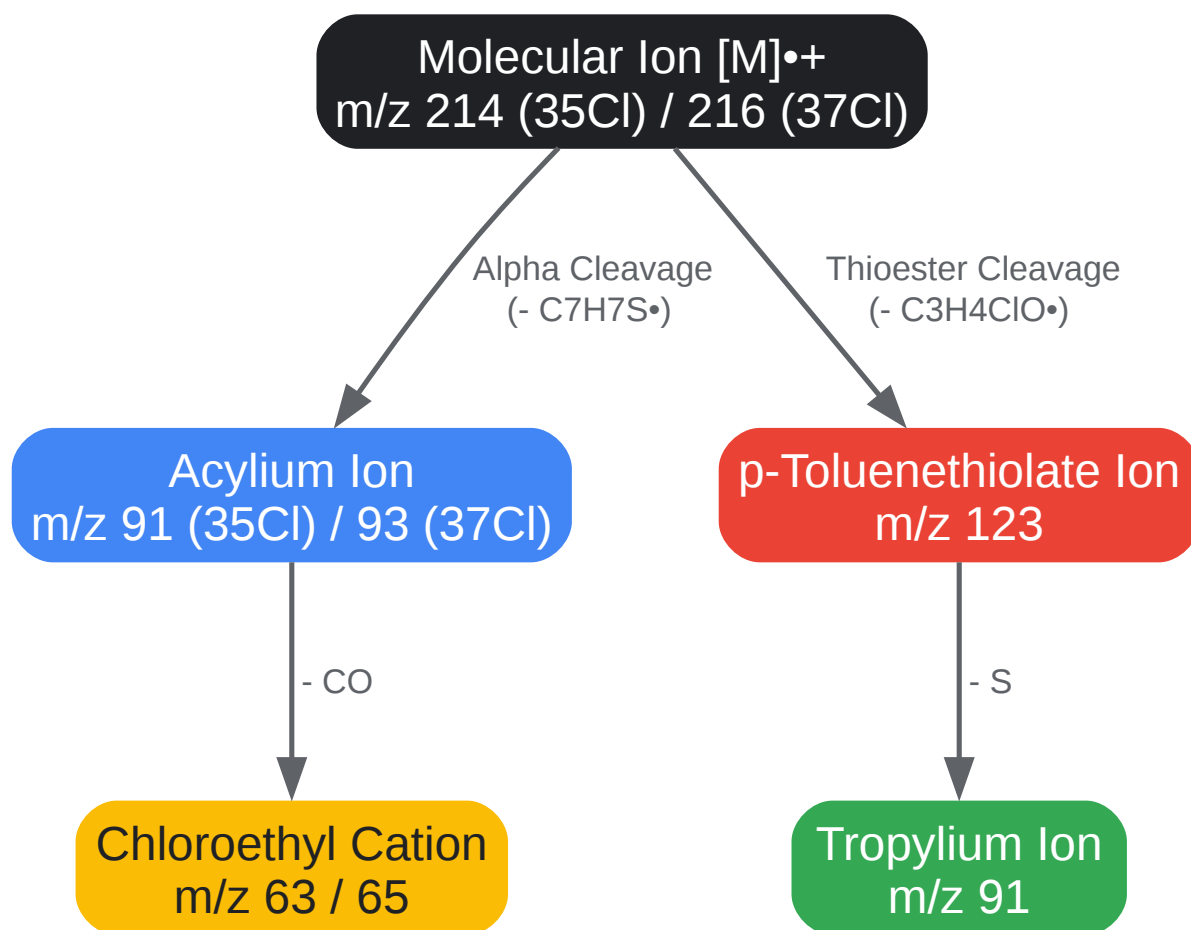 Molecular Ion [M]•+
m/z 214 (35Cl) / 216 (37Cl)
Alpha Cleavage
(- C7H7S•)
Thioester Cleavage
(- C3H4ClO•)
Acylium Ion
m/z 91 (35Cl) / 93 (37Cl)
p-Toluenethiolate Ion
m/z 123
- CO
- S
Chloroethyl Cation
m/z 63 / 65
Tropylium Ion
m/z 91